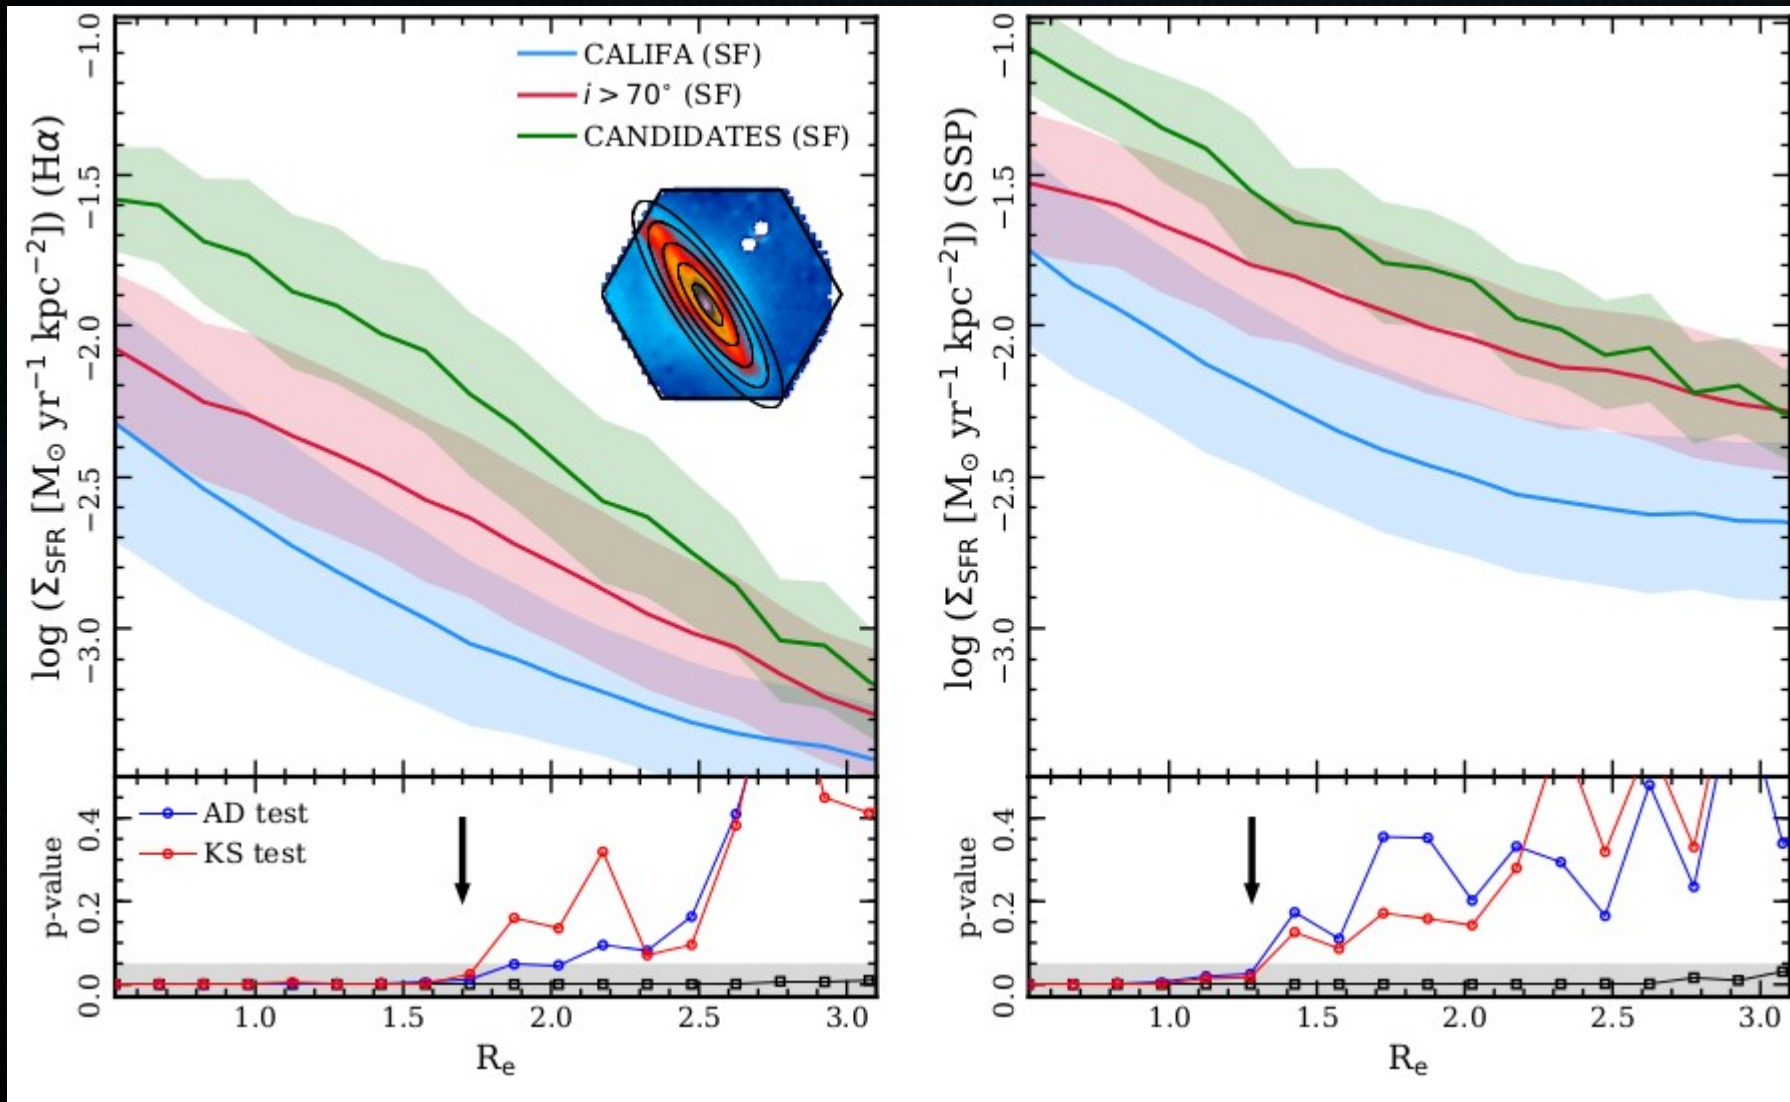 log (Σ_SFR [M_⊙ yr⁻¹ kpc⁻²]) (Hα)
−1.0
−1.5
−2.0
−2.5
−3.0
CALIFA (SF)
i > 70° (SF)
CANDIDATES (SF)
p-value
0.4
0.2
0.0
AD test
KS test
1.0 1.5 2.0 2.5 3.0
R_e
log (Σ_SFR [M_⊙ yr⁻¹ kpc⁻²]) (SSP)
−1.0
−1.5
−2.0
−2.5
−3.0
p-value
0.4
0.2
0.0
1.0 1.5 2.0 2.5 3.0
R_e